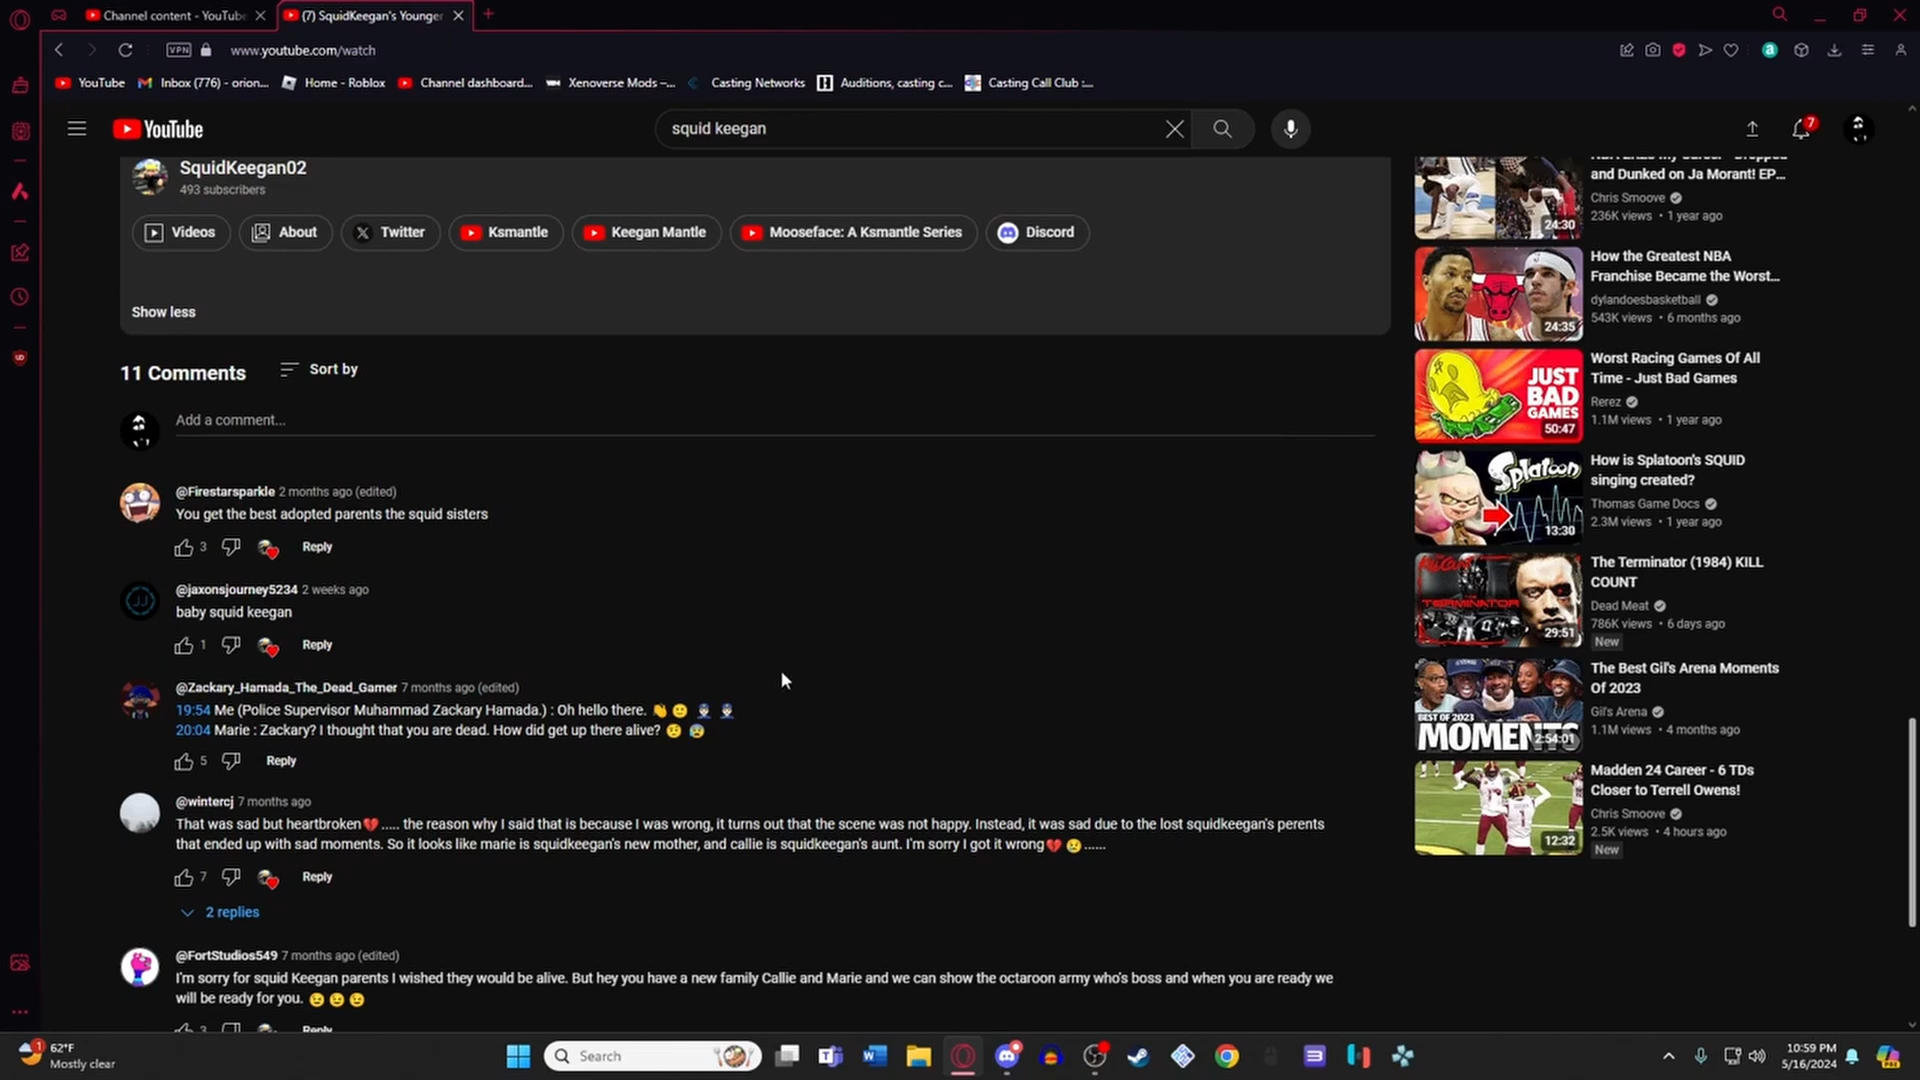 Channel content - YouTube
(7) SquidKeegan's Younger
VPN
www.youtube.com/watch
YouTube
Inbox (776) - orion...
Home - Roblox
Channel dashboard...
Xenoverse Mods –...
Casting Networks
Auditions, casting c...
Casting Call Club :...
YouTube
squid keegan
7
SquidKeegan02
493 subscribers
Videos
About
Twitter
Ksmantle
Keegan Mantle
Mooseface: A Ksmantle Series
Discord
Show less
11 Comments
Sort by
Add a comment...
@Firestarsparkle 2 months ago (edited)
You get the best adopted parents the squid sisters
3
Reply
@jaxonsjourney5234 2 weeks ago
baby squid keegan
1
Reply
@Zackary_Hamada_The_Dead_Gamer 7 months ago (edited)
19:54 Me (Police Supervisor Muhammad Zackary Hamada.) : Oh hello there. 👋 🙂 👮 👮
20:04 Marie : Zackary? I thought that you are dead. How did get up there alive? 🤨 😰
5
Reply
@wintercj 7 months ago
That was sad but heartbroken💔..... the reason why I said that is because I was wrong, it turns out that the scene was not happy. Instead, it was sad due to the lost squidkeegan's perents
that ended up with sad moments. So it looks like marie is squidkeegan's new mother, and callie is squidkeegan's aunt. I'm sorry I got it wrong💔 😢......
7
Reply
2 replies
@FortStudios549 7 months ago (edited)
I'm sorry for squid Keegan parents I wished they would be alive. But hey you have a new family Callie and Marie and we can show the octaroon army who's boss and when you are ready we
will be ready for you. 😉 😉 😉
3
Reply
and Dunked on Ja Morant! EP...
Chris Smoove
236K views • 1 year ago
24:30
How the Greatest NBA
Franchise Became the Worst...
dylandoesbasketball
543K views • 6 months ago
24:35
Worst Racing Games Of All
Time - Just Bad Games
Rerez
1.1M views • 1 year ago
JUST
BAD
GAMES
50:47
How is Splatoon's SQUID
singing created?
Thomas Game Docs
2.3M views • 1 year ago
Splatoon
13:30
The Terminator (1984) KILL
COUNT
Dead Meat
786K views • 6 days ago
New
TERMINATOR
29:51
The Best Gil's Arena Moments
Of 2023
Gil's Arena
1.1M views • 4 months ago
BEST OF 2023
MOMENTS
2:54:01
Madden 24 Career - 6 TDs
Closer to Terrell Owens!
Chris Smoove
2.5K views • 4 hours ago
New
12:32
1
62°F
Mostly clear
Search
10:59 PM
5/16/2024